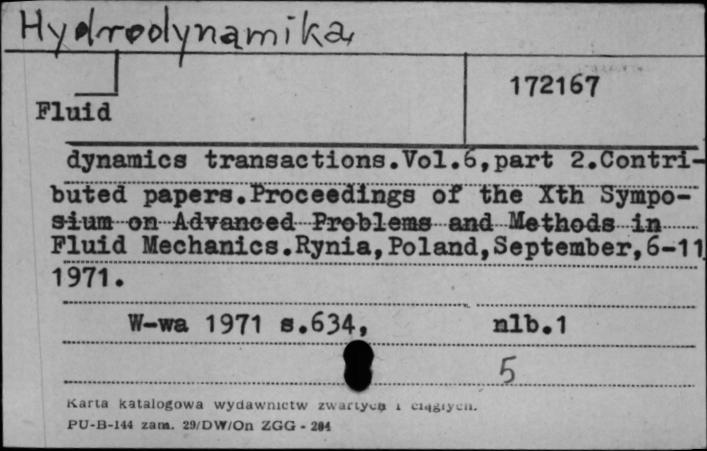 Hydrodynamika
172167
Fluid
dynamics transactions.Vol.6,part 2.Contri-
buted papers.Proceedings of the Xth Sympo-
sium on Advanced Problems and Methods in
Fluid Mechanics.Rynia,Poland,September,6-11
1971.
W-wa 1971 s.634, nlb.1
5
Karta katalogowa wydawnictw zwartych i ciągłych.
PU-B-144 zam. 29/DW/On ZGG - 284